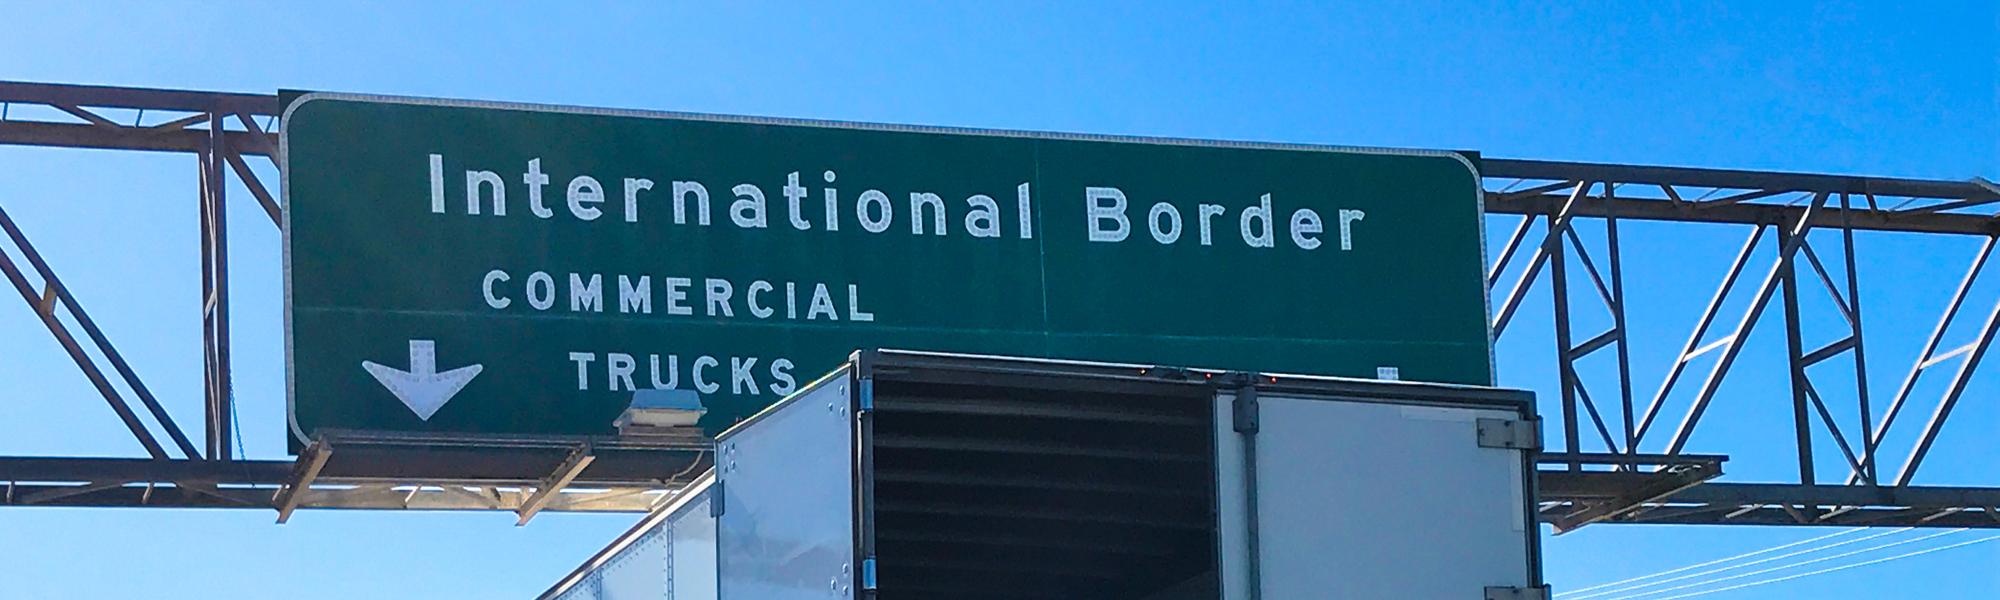 International Border
COMMERCIAL
TRUCKS